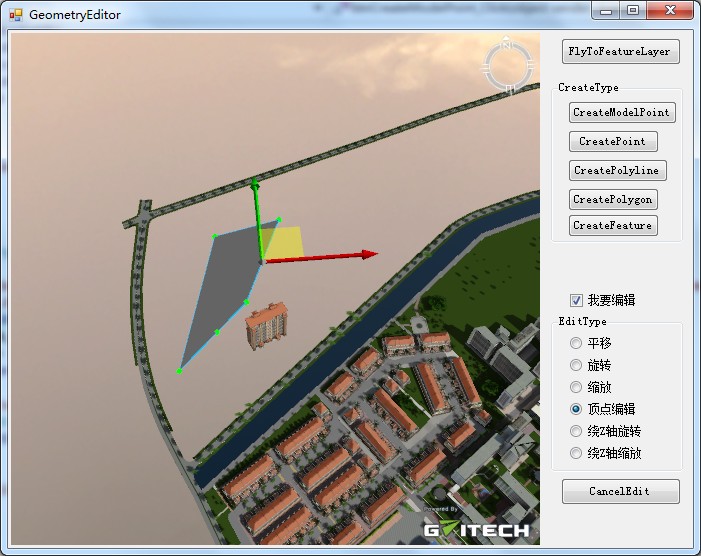 GeometryEditor
N
FlyToFeatureLayer
CreateType
CreateModelPoint
CreatePoint
CreatePolyline
CreatePolygon
CreateFeature
我要编辑
EditType
平移
旋转
缩放
顶点编辑
绕Z轴旋转
绕Z轴缩放
CancelEdit
Powered By